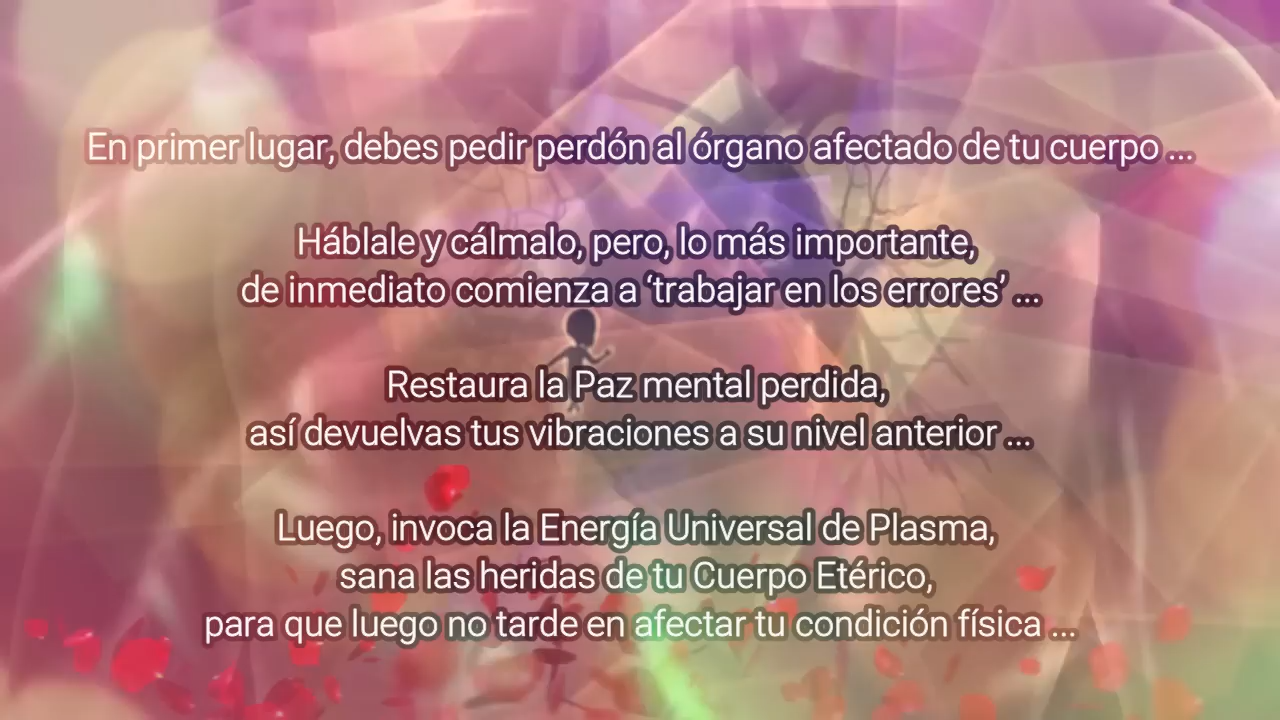 En primer lugar, debes pedir perdón al órgano afectado de tu cuerpo ...
Háblale y cálmalo, pero, lo más importante,
de inmediato comienza a ‘trabajar en los errores’ ...
Restaura la Paz mental perdida,
así devuelvas tus vibraciones a su nivel anterior ...
Luego, invoca la Energía Universal de Plasma,
sana las heridas de tu Cuerpo Etérico,
para que luego no tarde en afectar tu condición física ...